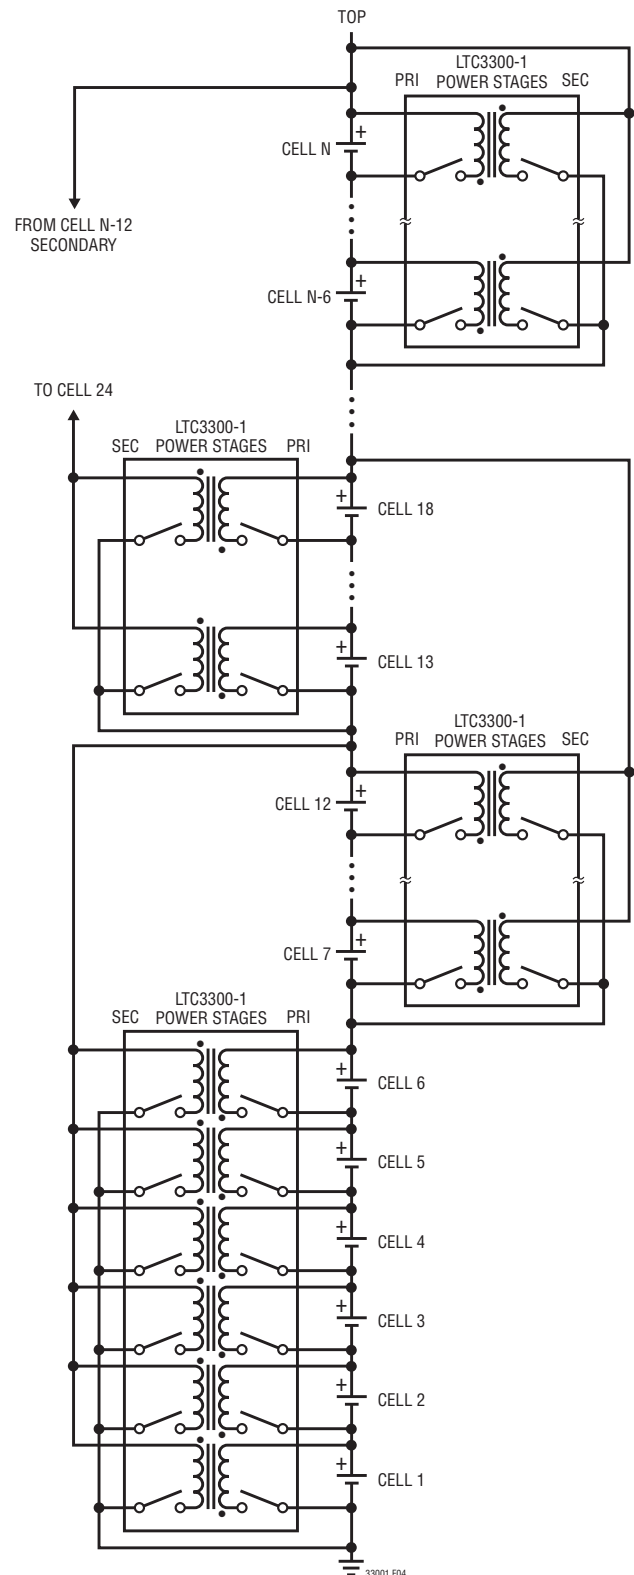 TOP
LTC3300-1
PRI POWER STAGES SEC
+
CELL N
FROM CELL N-12
SECONDARY
+
CELL N-6
TO CELL 24
LTC3300-1
SEC POWER STAGES PRI
+
CELL 18
+
CELL 13
LTC3300-1
PRI POWER STAGES SEC
+
CELL 12
+
CELL 7
LTC3300-1
SEC POWER STAGES PRI
+
CELL 6
+
CELL 5
+
CELL 4
+
CELL 3
+
CELL 2
+
CELL 1
33001 F04